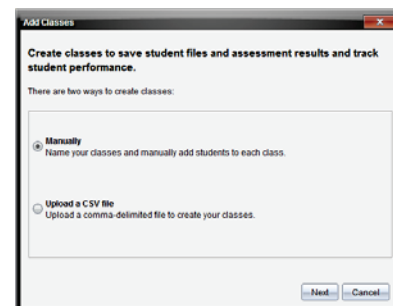 Add Classes
Create classes to save student files and assessment results and track
student performance.
There are two ways to create classes:
Manually
Name your classes and manually add students to each class.
Upload a CSV file
Upload a comma-delimited file to create your classes.
Next Cancel